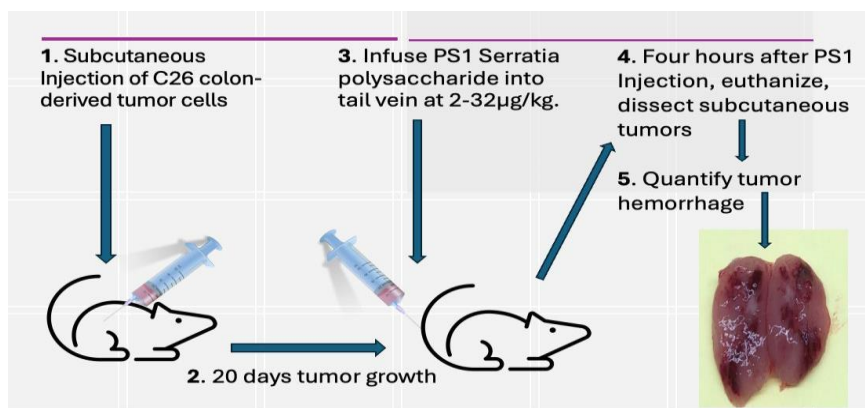 1. Subcutaneous
Injection of C26 colon-
derived tumor cells
2. 20 days tumor growth
3. Infuse PS1 Serratia
polysaccharide into
tail vein at 2-32µg/kg.
4. Four hours after PS1
Injection, euthanize,
dissect subcutaneous
tumors
5. Quantify tumor
hemorrhage